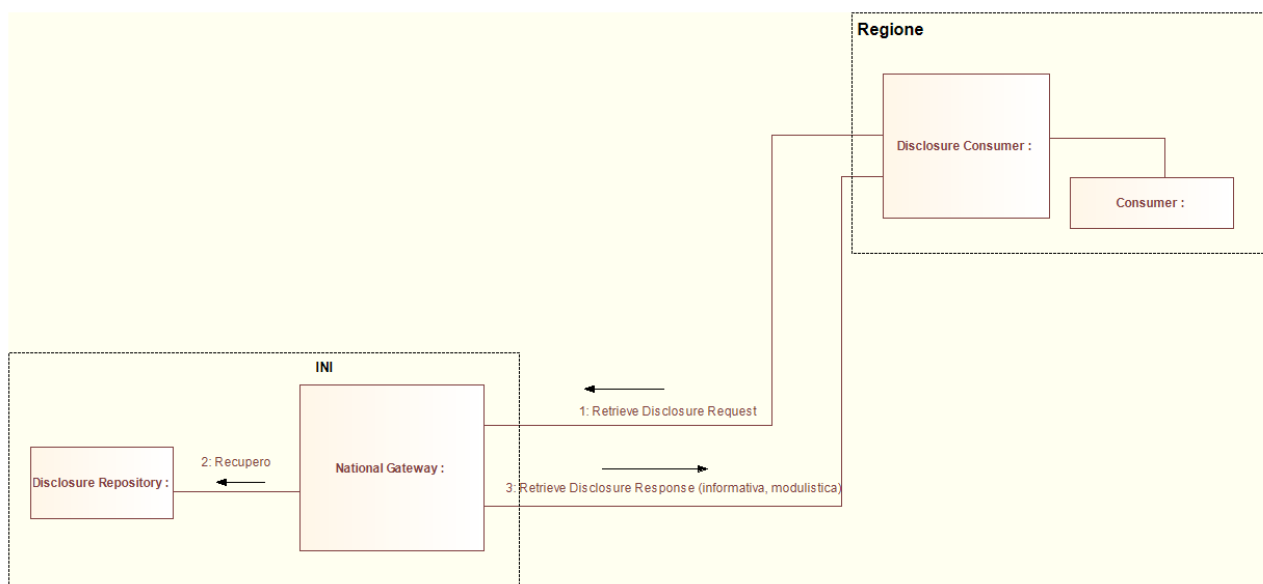 Regione
Disclosure Consumer :
Consumer :
INI
1: Retrieve Disclosure Request
2: Recupero
National Gateway :
Disclosure Repository :
3: Retrieve Disclosure Response (informativa, modulistica)